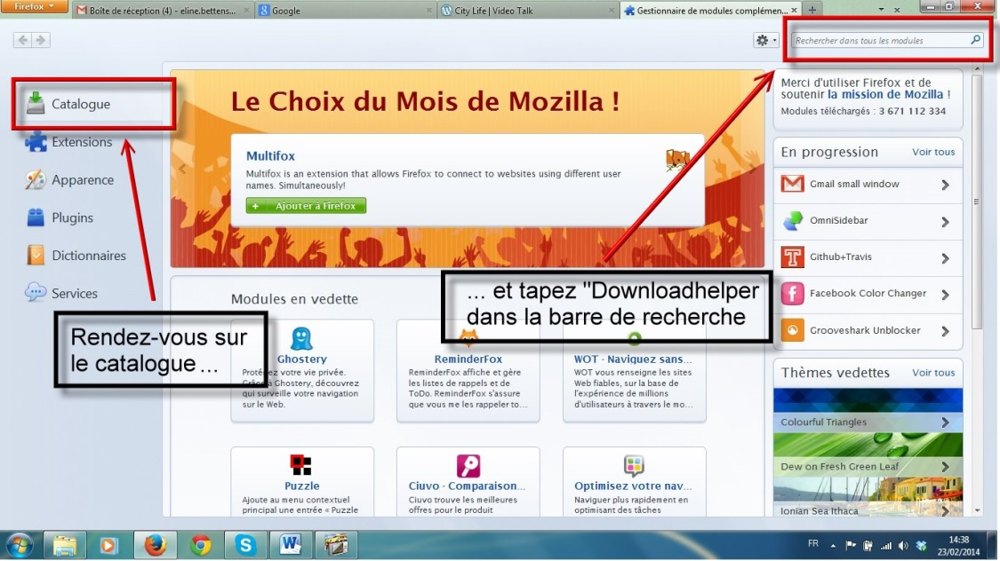 Firefox
Boîte de réception (4) - eline.bettens...
Google
City Life | Video Talk
Gestionnaire de modules complémen...
Rechercher dans tous les modules
Catalogue
Extensions
Apparence
Plugins
Dictionnaires
Services
Rendez-vous sur
le catalogue ...
Le Choix du Mois de Mozilla !
Multifox
Multifox is an extension that allows Firefox to connect to websites using different user
names. Simultaneously!
+ Ajouter à Firefox
... et tapez "Downloadhelper
dans la barre de recherche
Modules en vedette
Ghostery
Protégez votre vie privée.
Grâce à Ghostery, découvrez
qui surveille votre navigation
sur le Web.
ReminderFox
ReminderFox affiche et gère
les listes de rappels et de
ToDo. ReminderFox s'assure
que vous me les rappeler to...
WOT - Naviguez sans...
WOT vous renseigne les sites
Web fiables, sur la base de
l'expérience de millions
d'utilisateurs à travers le mo...
Puzzle
Ajoute au menu contextuel
principal une entrée « Puzzle
Ciuvo - Comparaison...
Ciuvo trouve les meilleures
offres pour le produit
Optimisez votre nav...
Naviguer plus rapidement en
optimisant des tâches
Merci d'utiliser Firefox et de
soutenir la mission de Mozilla !
Modules téléchargés : 3 671 112 334
En progression
Voir tous
Gmail small window
OmniSidebar
Github+Travis
Facebook Color Changer
Grooveshark Unblocker
Thèmes vedettes
Voir tous
Colourful Triangles
Dew on Fresh Green Leaf
Ionian Sea Ithaca
FR
14:38
23/02/2014